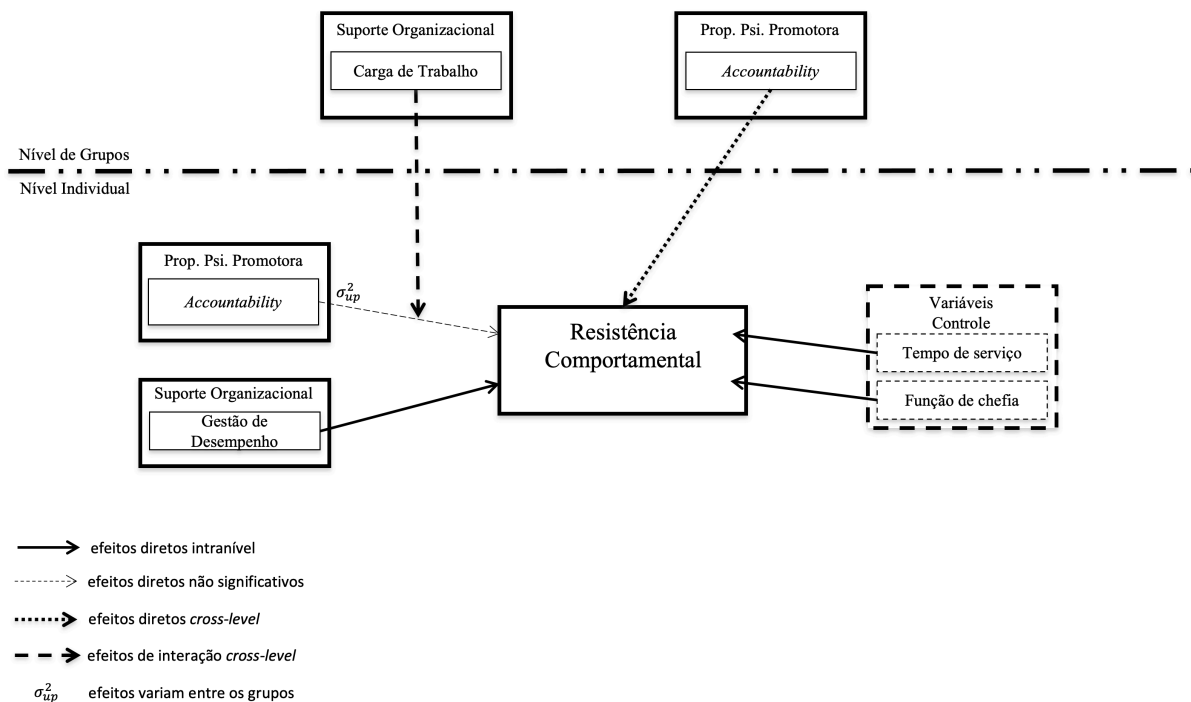 Suporte Organizacional
Carga de Trabalho
Prop. Psi. Promotora
Accountability
Nível de Grupos
Nível Individual
Prop. Psi. Promotora
Accountability
σ²up
Suporte Organizacional
Gestão de
Desempenho
Resistência
Comportamental
Variáveis
Controle
Tempo de serviço
Função de chefia
efeitos diretos intranível
efeitos diretos não significativos
efeitos diretos cross-level
efeitos de interação cross-level
σ²up efeitos variam entre os grupos